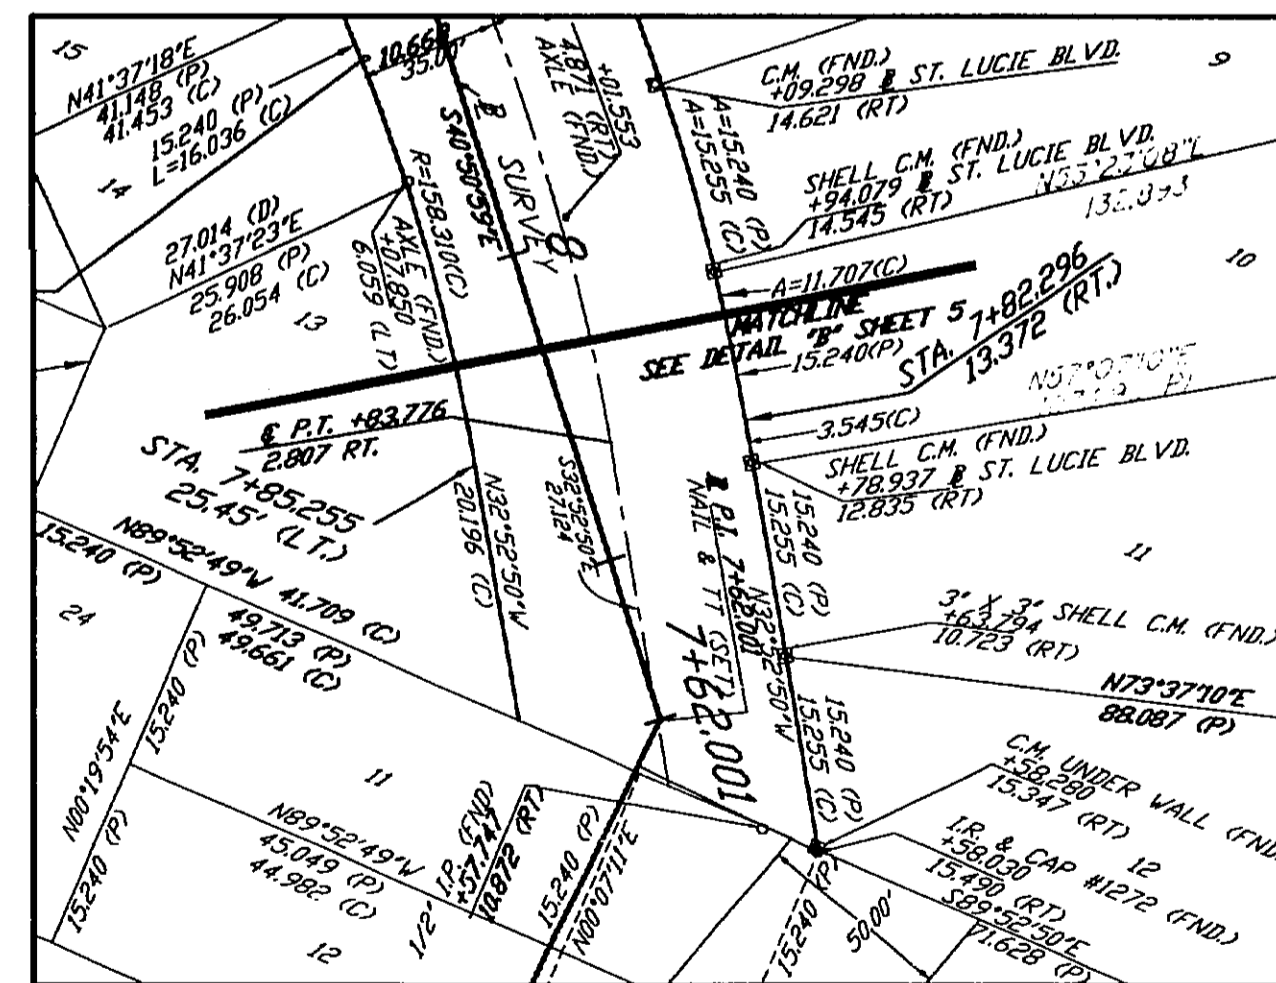 15
N41°37'18"E
41.148 (P)
41.453 (C)
15.240 (P)
L=16.036 (C)
10.668
35.00'
14
27.014 (D)
N41°37'23"E
25.908 (P)
26.054 (C)
13
R=158.310(C)
AXLE (FND.)
+07.850
6.059 (LT)
S40°50'59"E
SURVEY
8
+01.553
4.871 (RT)
AXLE (FND.)
A=15.240 (P)
A=15.255 (C)
C.M. (FND.)
+09.298 ST. LUCIE BLVD.
14.621 (RT)
9
SHELL C.M. (FND.)
+94.079 ST. LUCIE BLVD.
14.545 (RT)
132.893
10
A=11.707(C)
MATCHLINE
SEE DETAIL "B" SHEET 5
15.240(P)
STA. 7+82.296
13.372 (RT.)
3.545(C)
SHELL C.M. (FND.)
+78.937 ST. LUCIE BLVD.
12.835 (RT)
11
℄ P.T. +83.776
2.807 RT.
STA. 7+85.255
25.45' (LT.)
N32°52'50"W
20.196 (C)
S32°52'50"E
27.124
P.I. 7+62.001
NAIL & TT (SET)
7+62.001
15.240 (P)
15.255 (C)
N32°52'50"W
15.240 (P)
15.255 (C)
3" X 3" SHELL C.M. (FND.)
+63.794
10.723 (RT)
N73°37'10"E
88.087 (P)
N89°52'49"W 41.709 (C)
15.240 (P)
49.713 (P)
49.661 (C)
24
N00°19'54"E
15.240 (P)
15.240 (P)
11
N89°52'49"W
45.049 (P)
44.982 (C)
12
1/2" I.P. (FND)
+57.747
10.872 (RT)
15.240 (P)
N00°07'11"E
C.M. UNDER WALL (FND.
+58.280
15.347 (RT)
I.R. & CAP #1272 (FND.)
+58.030
15.490 (RT)
12
S89°52'50"E
71.628 (P)
15.240 (P)
50.00'